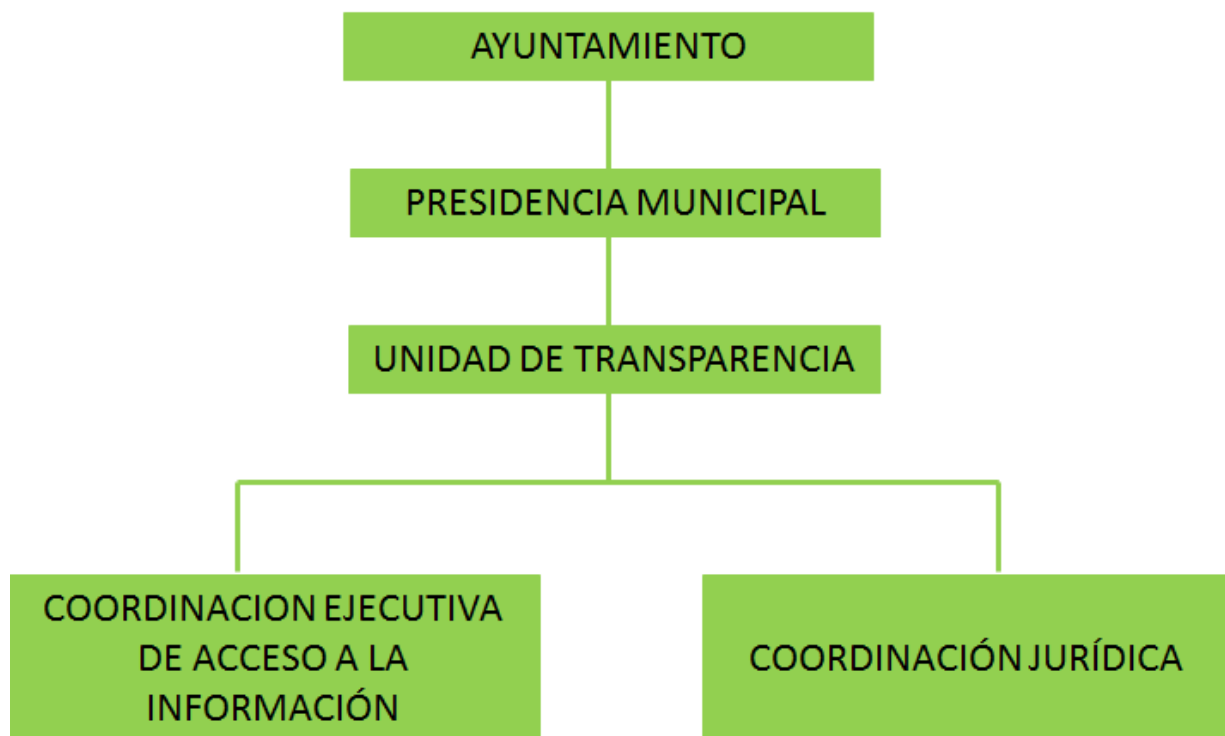 AYUNTAMIENTO
PRESIDENCIA MUNICIPAL
UNIDAD DE TRANSPARENCIA
COORDINACION EJECUTIVA
DE ACCESO A LA
INFORMACIÓN
COORDINACIÓN JURÍDICA